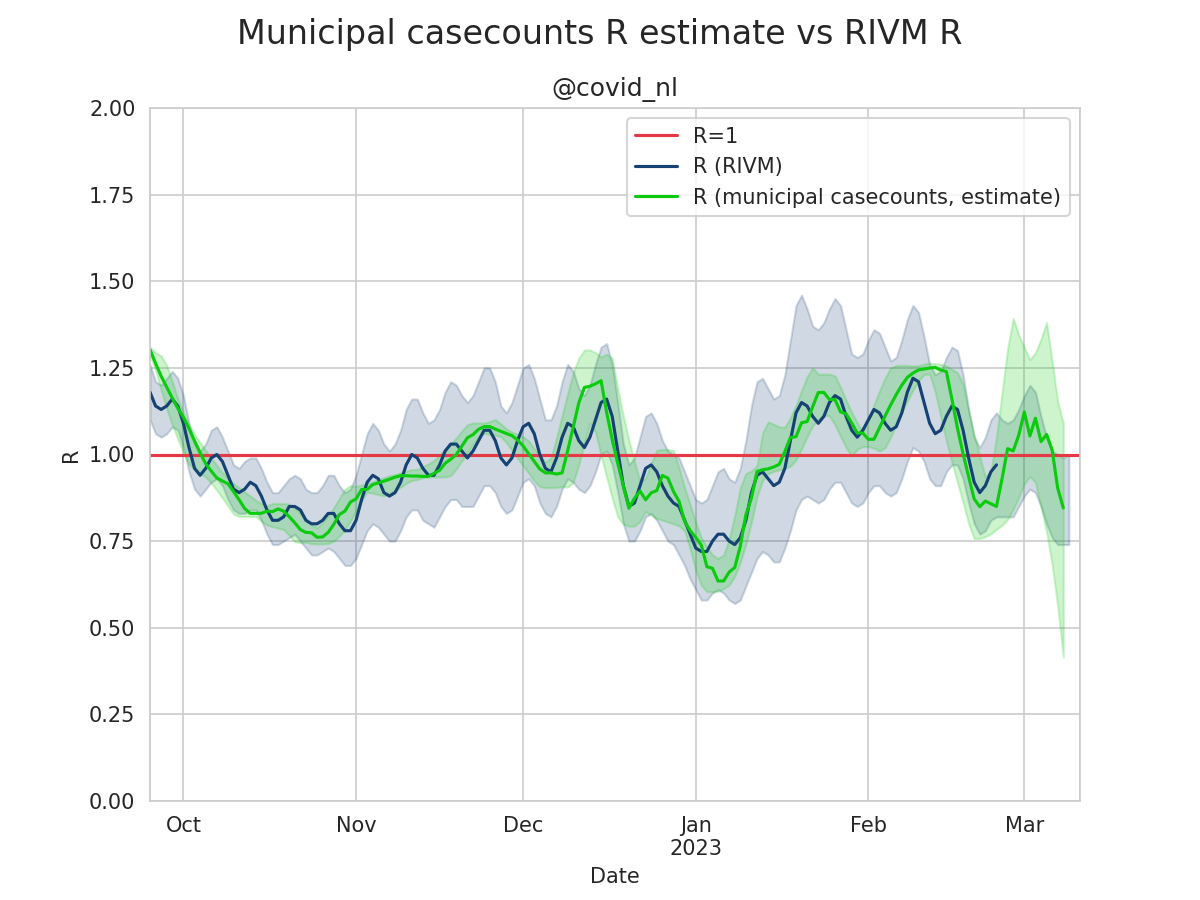 Municipal casecounts R estimate vs RIVM R
@covid_nl
R=1
R (RIVM)
R (municipal casecounts, estimate)
R
2.00
1.75
1.50
1.25
1.00
0.75
0.50
0.25
0.00
Oct
Nov
Dec
Jan
2023
Feb
Mar
Date